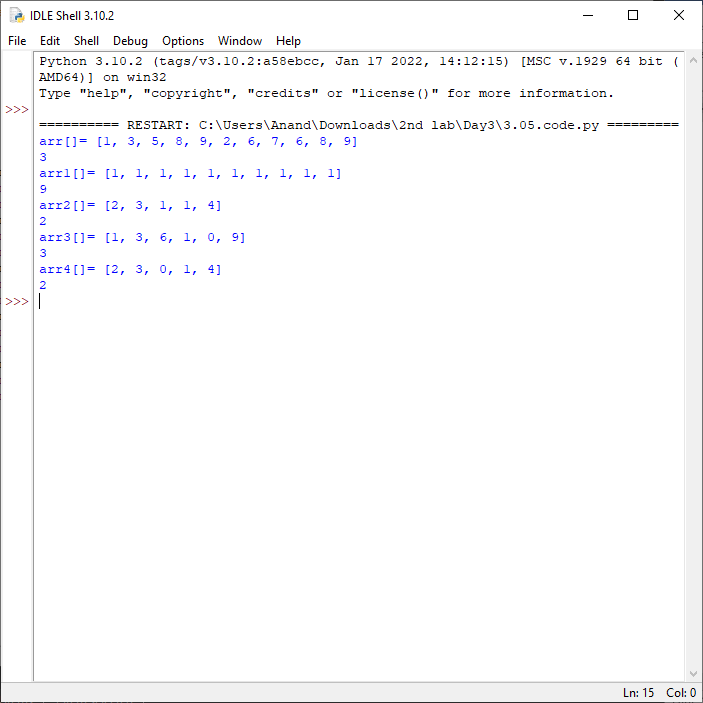 IDLE Shell 3.10.2
File Edit Shell Debug Options Window Help
Python 3.10.2 (tags/v3.10.2:a58ebcc, Jan 17 2022, 14:12:15) [MSC v.1929 64 bit (
AMD64)] on win32
Type "help", "copyright", "credits" or "license()" for more information.
>>>
========== RESTART: C:\Users\Anand\Downloads\2nd lab\Day3\3.05.code.py =========
arr[]= [1, 3, 5, 8, 9, 2, 6, 7, 6, 8, 9]
3
arr1[]= [1, 1, 1, 1, 1, 1, 1, 1, 1, 1]
9
arr2[]= [2, 3, 1, 1, 4]
2
arr3[]= [1, 3, 6, 1, 0, 9]
3
arr4[]= [2, 3, 0, 1, 4]
2
>>>
Ln: 15 Col: 0